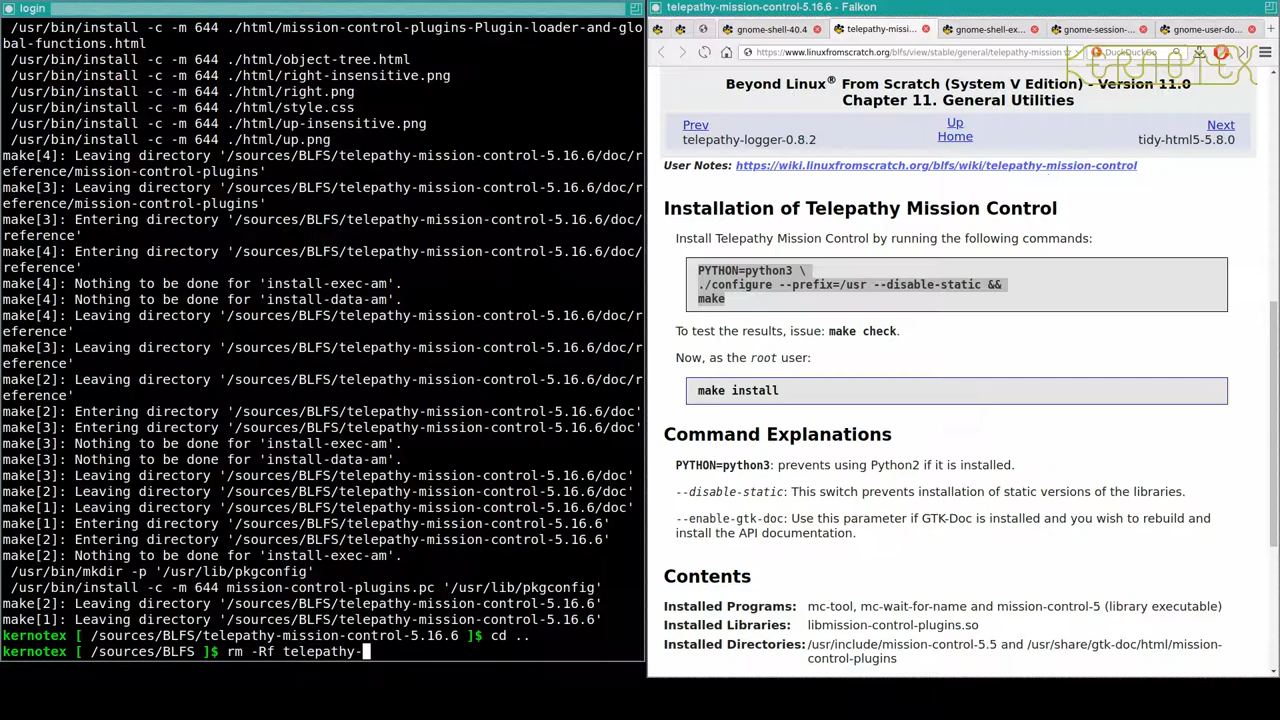 login
/usr/bin/install -c -m 644 ./html/mission-control-plugins-Plugin-loader-and-glo
bal-functions.html
/usr/bin/install -c -m 644 ./html/object-tree.html
/usr/bin/install -c -m 644 ./html/right-insensitive.png
/usr/bin/install -c -m 644 ./html/right.png
/usr/bin/install -c -m 644 ./html/style.css
/usr/bin/install -c -m 644 ./html/up-insensitive.png
/usr/bin/install -c -m 644 ./html/up.png
make[4]: Leaving directory '/sources/BLFS/telepathy-mission-control-5.16.6/doc/r
eference/mission-control-plugins'
make[3]: Leaving directory '/sources/BLFS/telepathy-mission-control-5.16.6/doc/r
eference/mission-control-plugins'
make[3]: Entering directory '/sources/BLFS/telepathy-mission-control-5.16.6/doc/
reference'
make[4]: Entering directory '/sources/BLFS/telepathy-mission-control-5.16.6/doc/
reference'
make[4]: Nothing to be done for 'install-exec-am'.
make[4]: Nothing to be done for 'install-data-am'.
make[4]: Leaving directory '/sources/BLFS/telepathy-mission-control-5.16.6/doc/r
eference'
make[3]: Leaving directory '/sources/BLFS/telepathy-mission-control-5.16.6/doc/r
eference'
make[2]: Leaving directory '/sources/BLFS/telepathy-mission-control-5.16.6/doc/r
eference'
make[2]: Entering directory '/sources/BLFS/telepathy-mission-control-5.16.6/doc'
make[3]: Entering directory '/sources/BLFS/telepathy-mission-control-5.16.6/doc'
make[3]: Nothing to be done for 'install-exec-am'.
make[3]: Nothing to be done for 'install-data-am'.
make[3]: Leaving directory '/sources/BLFS/telepathy-mission-control-5.16.6/doc'
make[2]: Leaving directory '/sources/BLFS/telepathy-mission-control-5.16.6/doc'
make[1]: Leaving directory '/sources/BLFS/telepathy-mission-control-5.16.6/doc'
make[1]: Entering directory '/sources/BLFS/telepathy-mission-control-5.16.6'
make[2]: Entering directory '/sources/BLFS/telepathy-mission-control-5.16.6'
make[2]: Nothing to be done for 'install-exec-am'.
/usr/bin/mkdir -p '/usr/lib/pkgconfig'
/usr/bin/install -c -m 644 mission-control-plugins.pc '/usr/lib/pkgconfig'
make[2]: Leaving directory '/sources/BLFS/telepathy-mission-control-5.16.6'
make[1]: Leaving directory '/sources/BLFS/telepathy-mission-control-5.16.6'
kernotex [ /sources/BLFS/telepathy-mission-control-5.16.6 ]$ cd ..
kernotex [ /sources/BLFS ]$ rm -Rf telepathy-
telepathy-mission-control-5.16.6 - Falkon
gnome-shell-40.4
telepathy-missi...
gnome-shell-ex...
gnome-session-...
gnome-user-do...
https://www.linuxfromscratch.org/blfs/view/stable/general/telepathy-mission
DuckDuckGo
KERNOTEX
Beyond Linux® From Scratch (System V Edition) - Version 11.0
Chapter 11. General Utilities
Prev
Up
Next
telepathy-logger-0.8.2
Home
tidy-html5-5.8.0
User Notes: https://wiki.linuxfromscratch.org/blfs/wiki/telepathy-mission-control
Installation of Telepathy Mission Control
Install Telepathy Mission Control by running the following commands:
PYTHON=python3 \
./configure --prefix=/usr --disable-static &&
make
To test the results, issue: make check.
Now, as the root user:
make install
Command Explanations
PYTHON=python3: prevents using Python2 if it is installed.
--disable-static: This switch prevents installation of static versions of the libraries.
--enable-gtk-doc: Use this parameter if GTK-Doc is installed and you wish to rebuild and
install the API documentation.
Contents
Installed Programs: mc-tool, mc-wait-for-name and mission-control-5 (library executable)
Installed Libraries: libmission-control-plugins.so
Installed Directories: /usr/include/mission-control-5.5 and /usr/share/gtk-doc/html/mission-
control-plugins